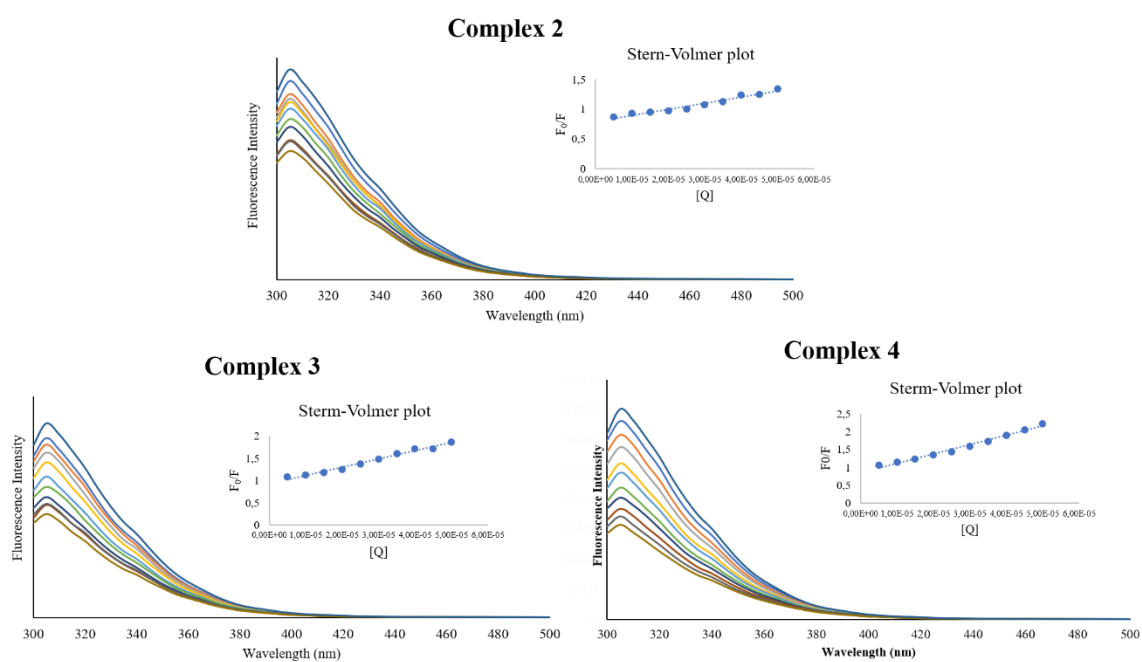 Complex 2
Stern-Volmer plot
1,5
1
0,5
0
F0/F
0,00E+00 1,00E-05 2,00E-05 3,00E-05 4,00E-05 5,00E-05 6,00E-05
[Q]
Fluorescence Intensity
300 320 340 360 380 400 420 440 460 480 500
Wavelength (nm)
Complex 3
Sterm-Volmer plot
2
1,5
1
0,5
0
F0/F
0,00E+00 1,00E-05 2,00E-05 3,00E-05 4,00E-05 5,00E-05 6,00E-05
[Q]
Fluorescence Intensity
300 320 340 360 380 400 420 440 460 480 500
Wavelength (nm)
Complex 4
Stern-Volmer plot
2,5
2
1,5
1
0,5
0
F0/F
0,00E+00 1,00E-05 2,00E-05 3,00E-05 4,00E-05 5,00E-05 6,00E-05
[Q]
Fluorescence Intensity
300 320 340 360 380 400 420 440 460 480 500
Wavelength (nm)